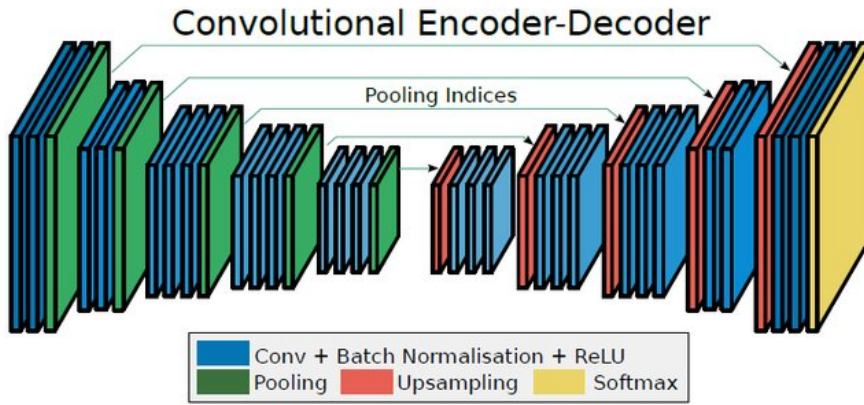 Convolutional Encoder-Decoder
Pooling Indices
Conv + Batch Normalisation + ReLU
Pooling Upsampling Softmax